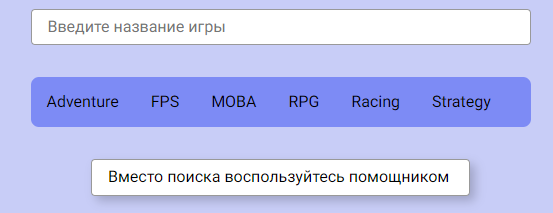 Введите название игры
Adventure FPS MOBA RPG Racing Strategy
Вместо поиска воспользуйтесь помощником